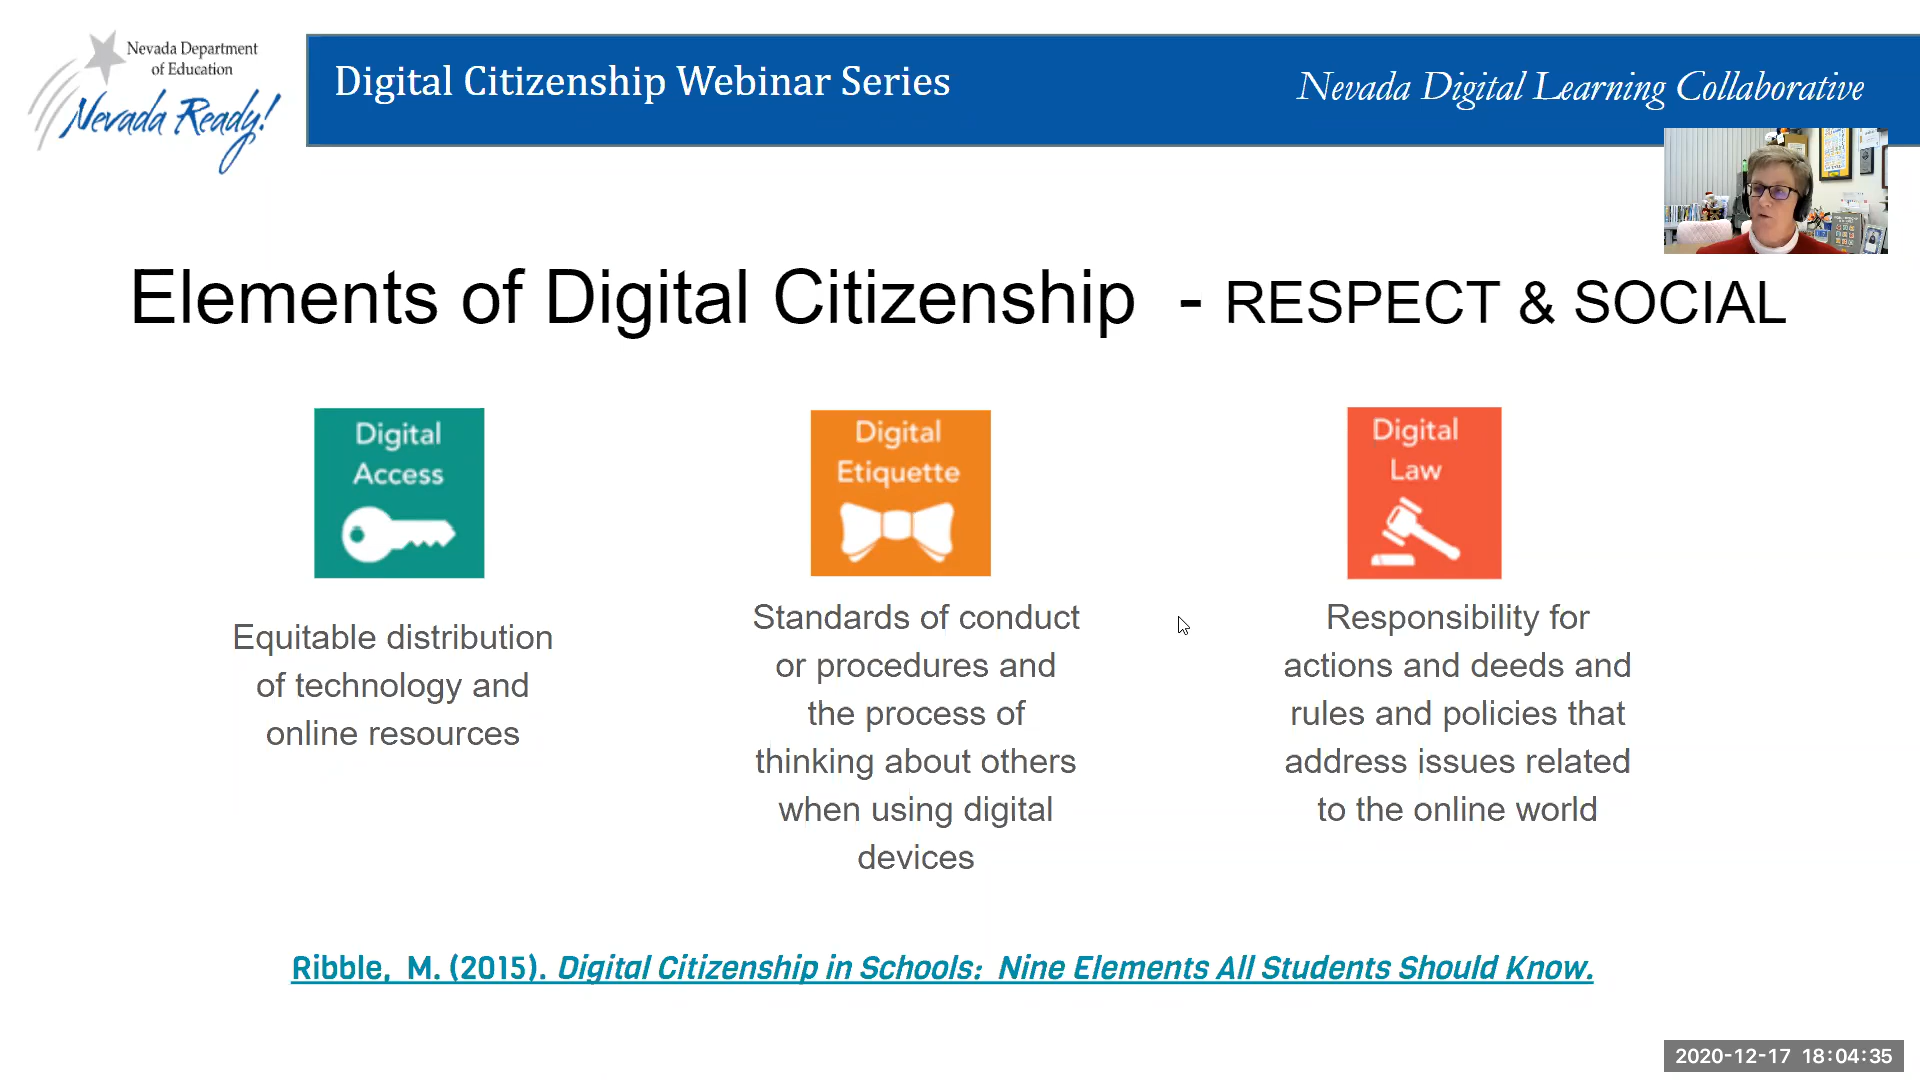 Nevada Department
of Education
Nevada Ready!
Digital Citizenship Webinar Series
Nevada Digital Learning Collaborative
Elements of Digital Citizenship - RESPECT & SOCIAL
Digital
Access
Equitable distribution
of technology and
online resources
Digital
Etiquette
Standards of conduct
or procedures and
the process of
thinking about others
when using digital
devices
Digital
Law
Responsibility for
actions and deeds and
rules and policies that
address issues related
to the online world
Ribble, M. (2015). Digital Citizenship in Schools: Nine Elements All Students Should Know.
2020-12-17 18:04:35